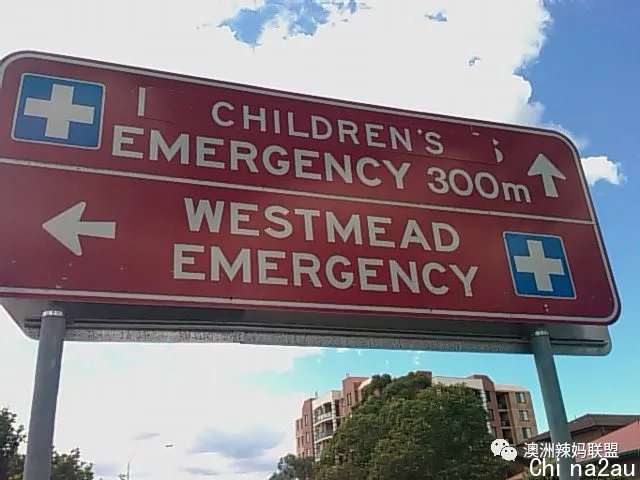 CHILDREN'S
EMERGENCY 300m
WESTMEAD
EMERGENCY
澳洲辣妈联盟
Chi na2au